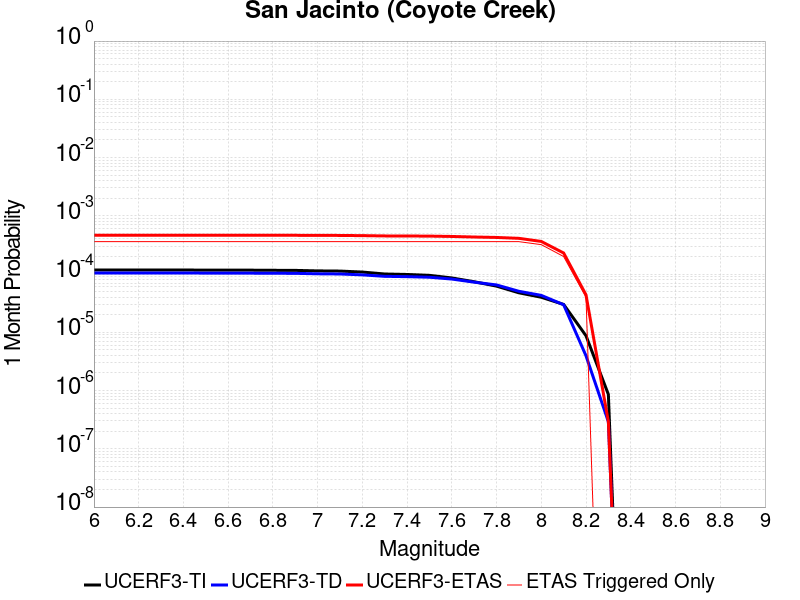 San Jacinto (Coyote Creek)
10^0
10^-1
10^-2
10^-3
10^-4
10^-5
10^-6
10^-7
10^-8
1 Month Probability
6 6.2 6.4 6.6 6.8 7 7.2 7.4 7.6 7.8 8 8.2 8.4 8.6 8.8 9
Magnitude
UCERF3-TI UCERF3-TD UCERF3-ETAS ETAS Triggered Only